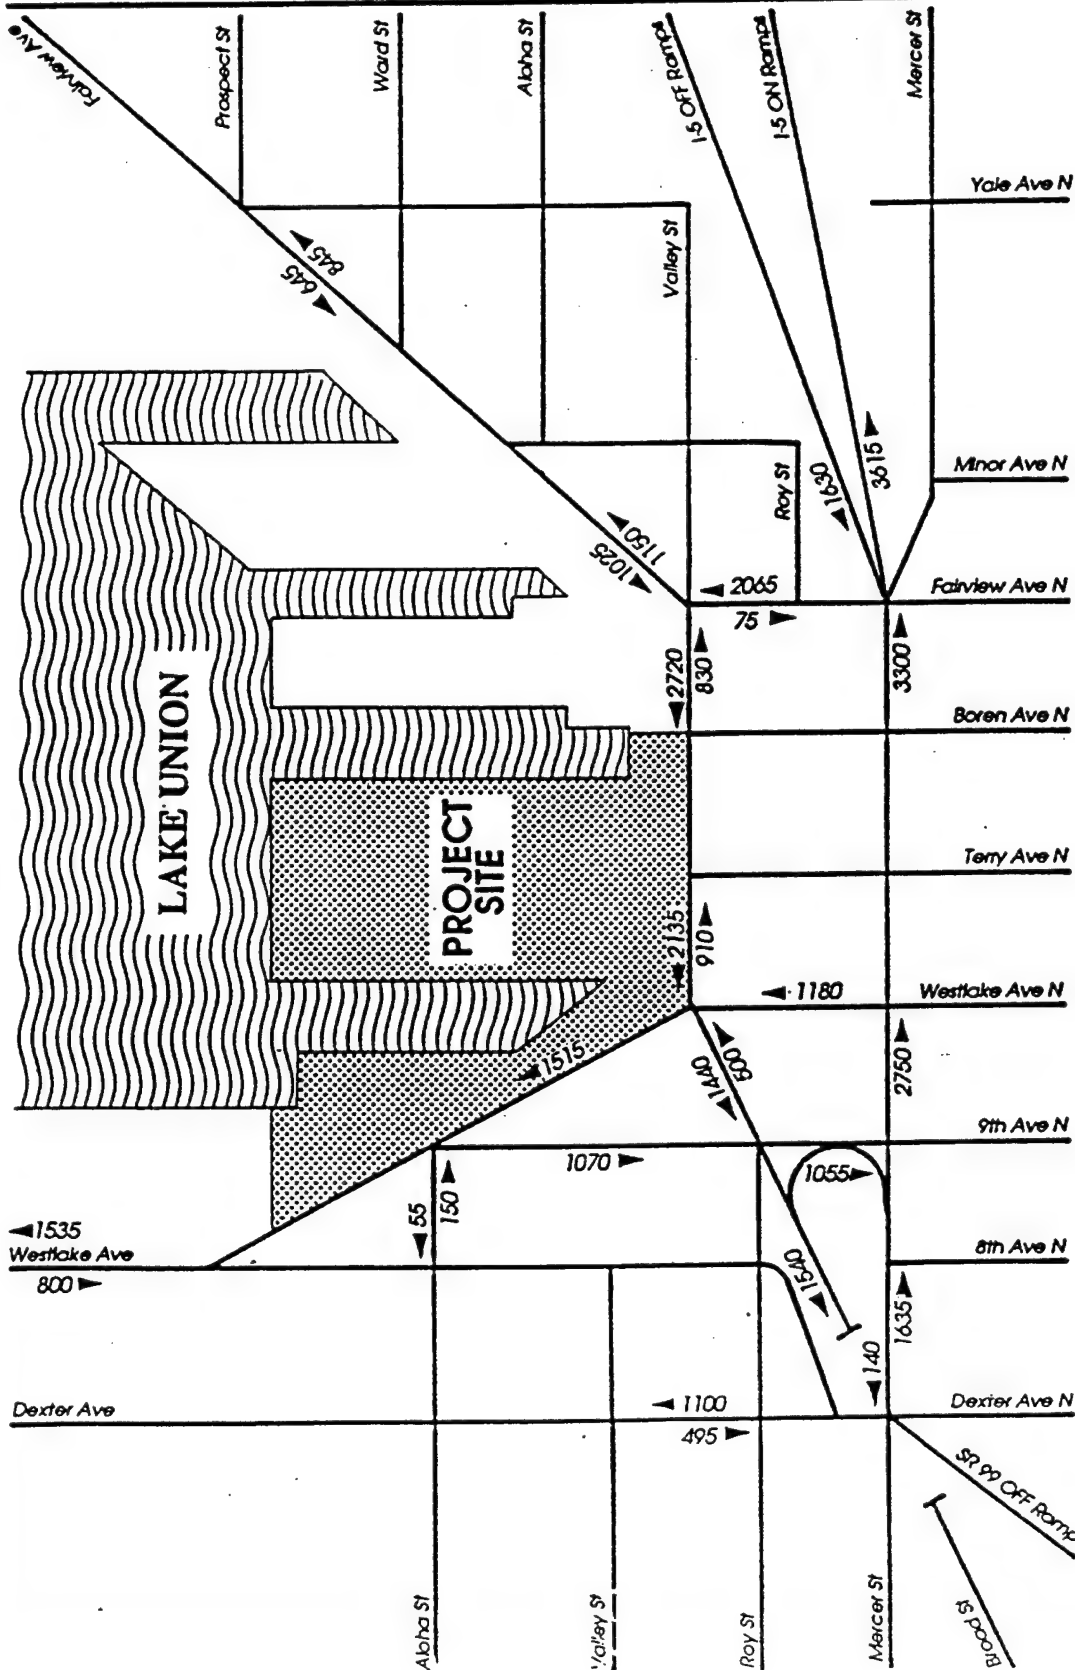 Fairview Ave
Prospect St
Ward St
Aloha St
I-5 OFF Ramps
I-5 ON Ramps
Mercer St
Yale Ave N
845
645
Valley St
Minor Ave N
1630
3615
Roy St
1150
1025
2065
75
Fairview Ave N
2720
830
3300
Boren Ave N
LAKE UNION
PROJECT
SITE
Terry Ave N
2135
910
1180
Westlake Ave N
1515
1440
500
2750
9th Ave N
1070
1055
55
150
1535
Westlake Ave
800
8th Ave N
1540
1635
140
Dexter Ave
1100
495
Dexter Ave N
SR 99 OFF Ramp
Aloha St
Valley St
Roy St
Mercer St
Broad St